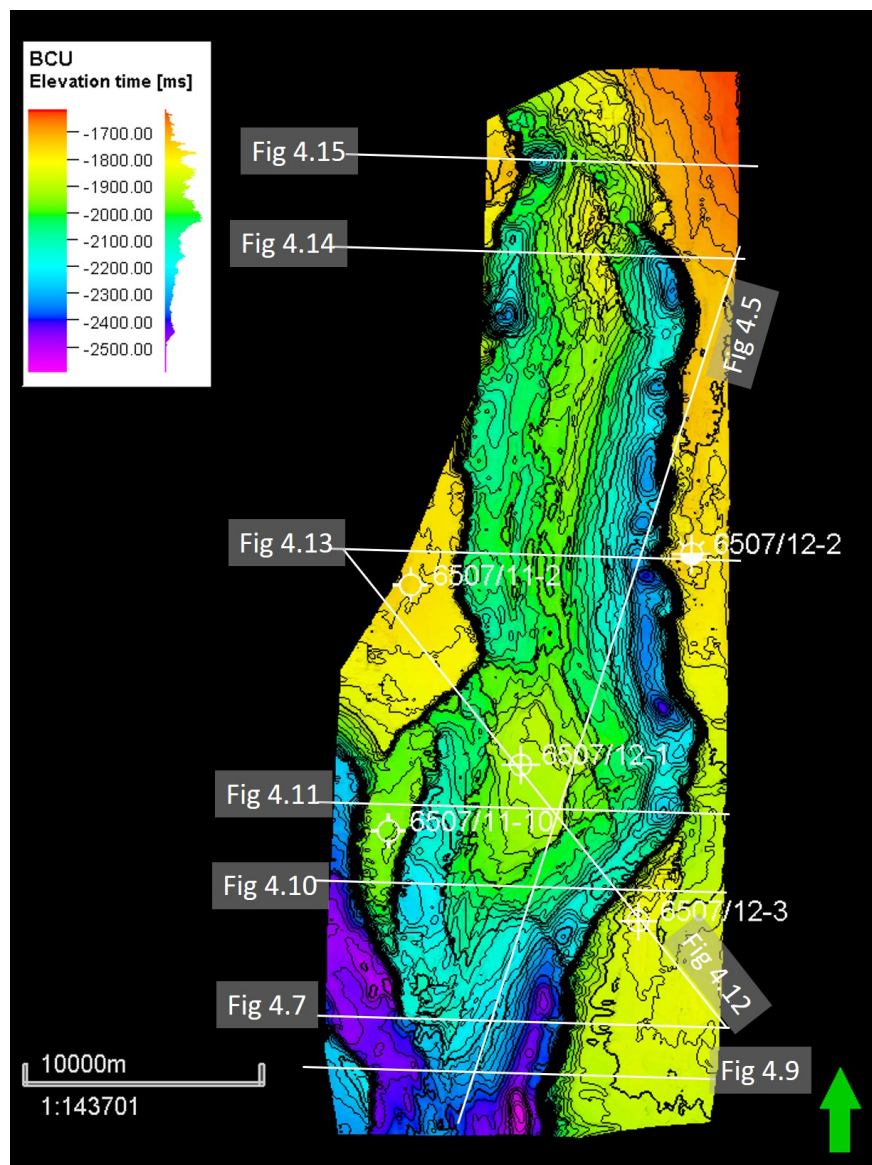 BCU
Elevation time [ms]
-1700.00
-1800.00
-1900.00
-2000.00
-2100.00
-2200.00
-2300.00
-2400.00
-2500.00
Fig 4.15
Fig 4.14
Fig 4.5
Fig 4.13
6507/12-2
6507/11-2
6507/12-1
Fig 4.11
6507/11-10
Fig 4.10
6507/12-3
Fig 4.12
Fig 4.7
Fig 4.9
10000m
1:143701